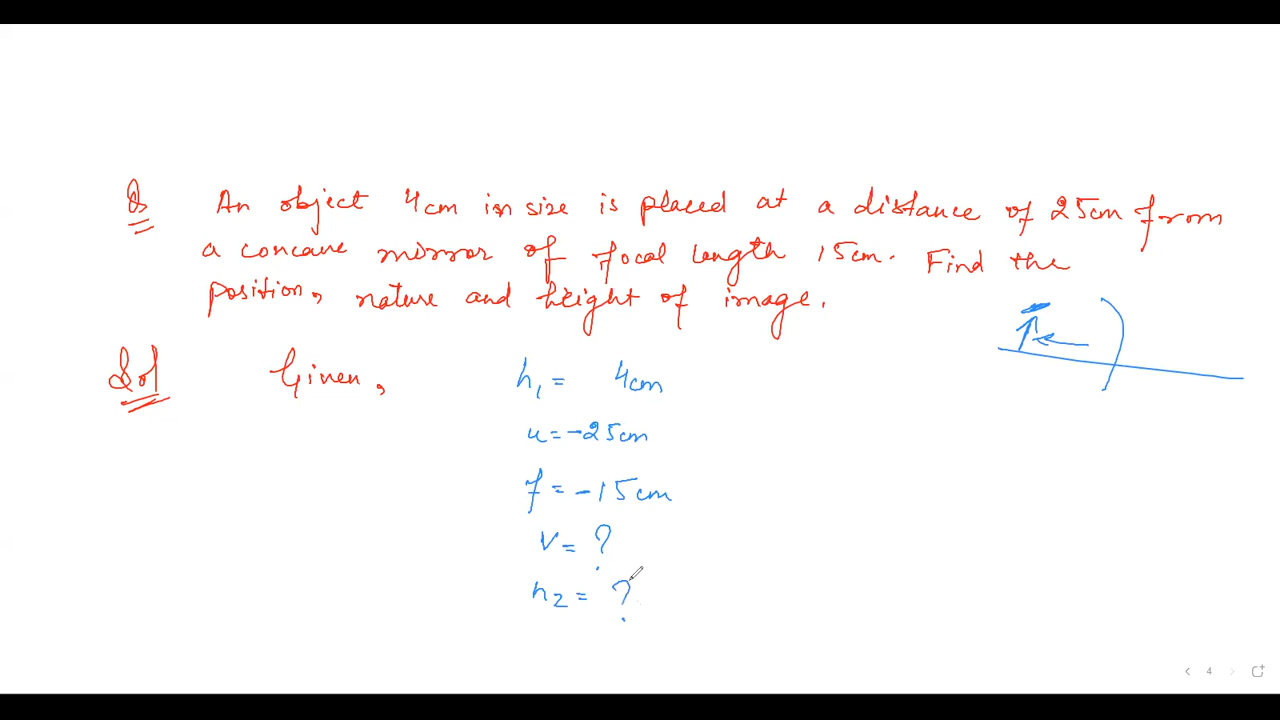 Q An object 4cm in size is placed at a distance of 25cm from
a concave mirror of focal length 15cm. Find the
position, nature and height of image.
Sol Given, h₁ = 4cm
u = -25cm
f = -15cm
v = ?
h₂ = ?
4